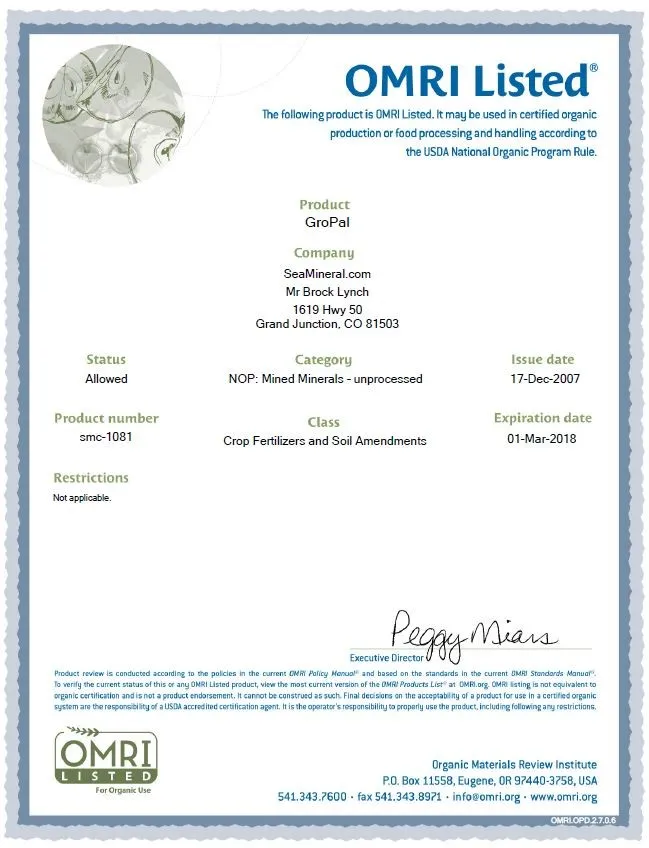 OMRI Listed®
The following product is OMRI Listed. It may be used in certified organic
production or food processing and handling according to
the USDA National Organic Program Rule.
Product
GroPal
Company
SeaMineral.com
Mr Brock Lynch
1619 Hwy 50
Grand Junction, CO 81503
Status
Allowed
Category
NOP: Mined Minerals - unprocessed
Issue date
17-Dec-2007
Product number
smc-1081
Class
Crop Fertilizers and Soil Amendments
Expiration date
01-Mar-2018
Restrictions
Not applicable.
Peggy Miars
Executive Director
Product review is conducted according to the policies in the current OMRI Policy Manual® and based on the standards in the current OMRI Standards Manual®.
To verify the current status of this or any OMRI Listed product, view the most current version of the OMRI Products List® at OMRI.org. OMRI listing is not equivalent to
organic certification and is not a product endorsement. It cannot be construed as such. Final decisions on the acceptability of a product for use in a certified organic
system are the responsibility of a USDA accredited certification agent. It is the operator's responsibility to properly use the product, including following any restrictions.
OMRI
LISTED
For Organic Use
Organic Materials Review Institute
P.O. Box 11558, Eugene, OR 97440-3758, USA
541.343.7600 · fax 541.343.8971 · info@omri.org · www.omri.org
OMRI.OPD.2.7.0.6